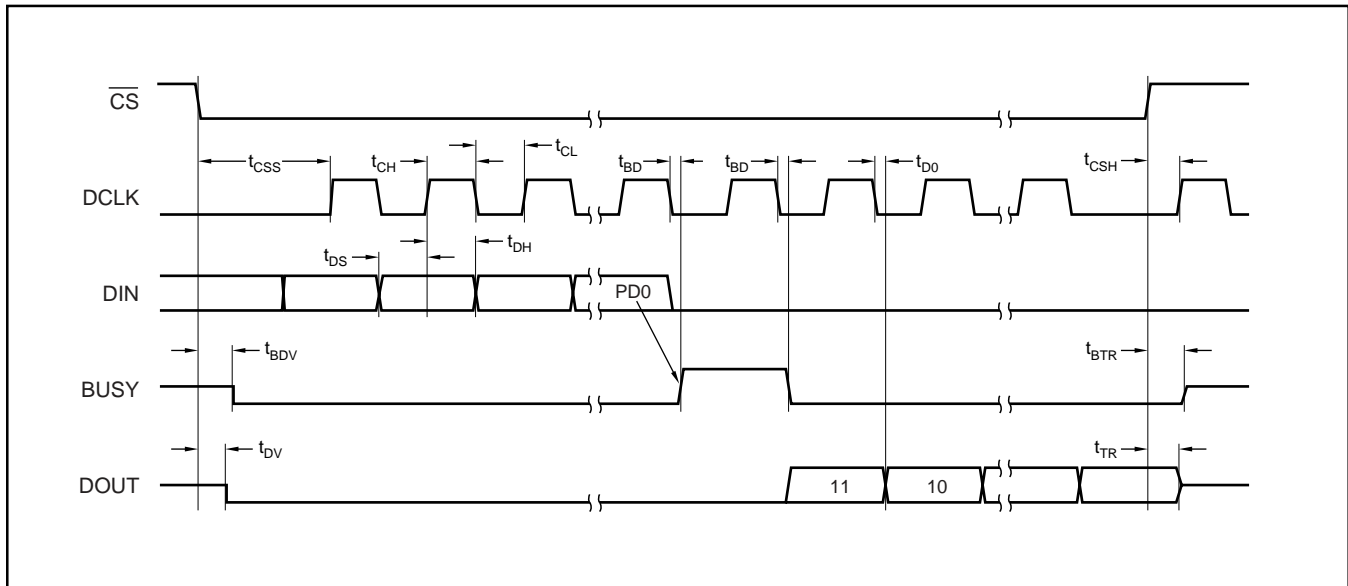 CS
tCSS
tCH
tCL
tBD
tBD
tD0
tCSH
DCLK
tDS
tDH
DIN
PD0
tBDV
tBTR
BUSY
tDV
tTR
DOUT
11
10